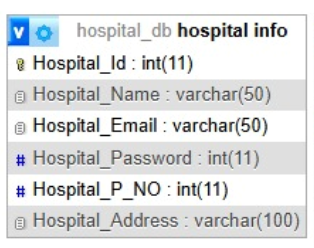 v hospital_db hospital info
Hospital_Id : int(11)
Hospital_Name : varchar(50)
Hospital_Email : varchar(50)
# Hospital_Password : int(11)
# Hospital_P_NO : int(11)
Hospital_Address : varchar(100)